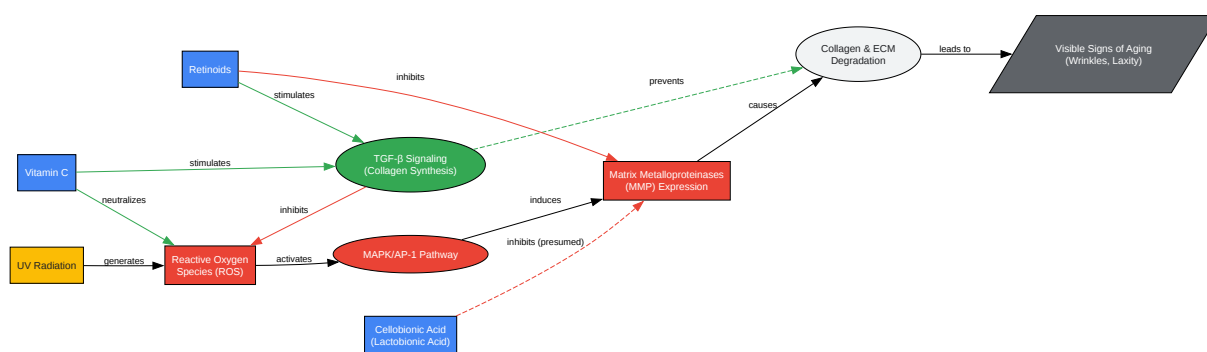 Collagen & ECM
Degradation
leads to
Visible Signs of Aging
(Wrinkles, Laxity)
Retinoids
inhibits
prevents
stimulates
causes
TGF-β Signaling
(Collagen Synthesis)
Vitamin C
stimulates
Matrix Metalloproteinases
(MMP) Expression
neutralizes
inhibits
induces
inhibits (presumed)
UV Radiation
generates
Reactive Oxygen
Species (ROS)
activates
MAPK/AP-1 Pathway
Cellobionic Acid
(Lactobionic Acid)